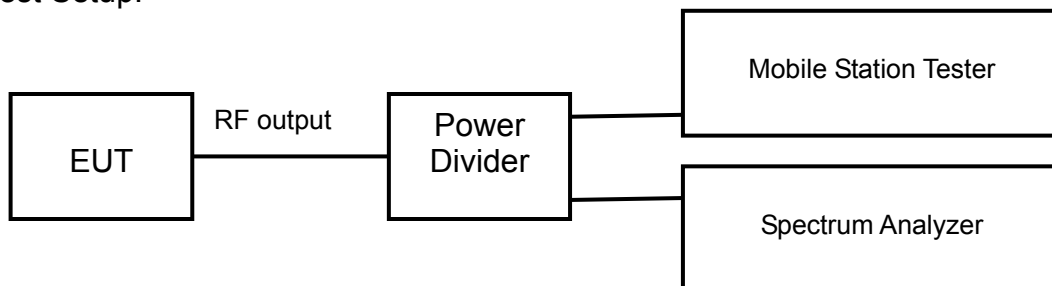 RF output
EUT
Power
Divider
Mobile Station Tester
Spectrum Analyzer